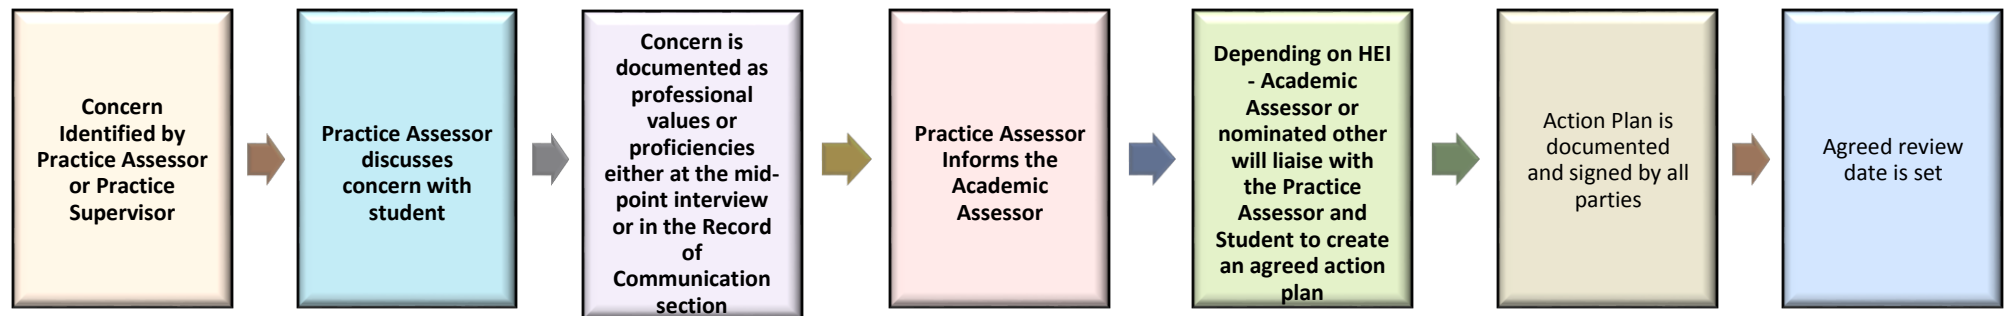 Concern
Identified by
Practice Assessor
or Practice
Supervisor
Practice Assessor
discusses
concern with
student
Concern is
documented as
professional
values or
proficiencies
either at the mid-
point interview
or in the Record
of
Communication
section
Practice Assessor
Informs the
Academic
Assessor
Depending on HEI
- Academic
Assessor or
nominated other
will liaise with
the Practice
Assessor and
Student to create
an agreed action
plan
Action Plan is
documented
and signed by all
parties
Agreed review
date is set